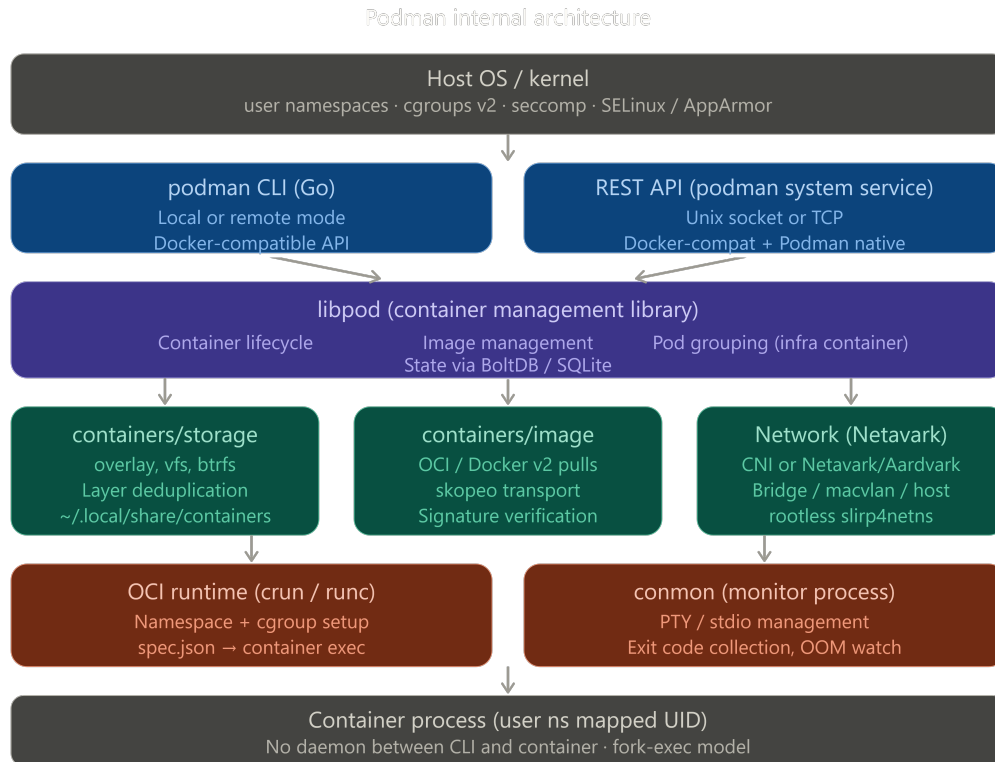 Podman internal architecture
Host OS / kernel
user namespaces · cgroups v2 · seccomp · SELinux / AppArmor
podman CLI (Go)
Local or remote mode
Docker-compatible API
REST API (podman system service)
Unix socket or TCP
Docker-compat + Podman native
libpod (container management library)
Container lifecycle
Image management
Pod grouping (infra container)
State via BoltDB / SQLite
containers/storage
overlay, vfs, btrfs
Layer deduplication
~/.local/share/containers
containers/image
OCI / Docker v2 pulls
skopeo transport
Signature verification
Network (Netavark)
CNI or Netavark/Aardvark
Bridge / macvlan / host
rootless slirp4netns
OCI runtime (crun / runc)
Namespace + cgroup setup
spec.json → container exec
conmon (monitor process)
PTY / stdio management
Exit code collection, OOM watch
Container process (user ns mapped UID)
No daemon between CLI and container · fork-exec model